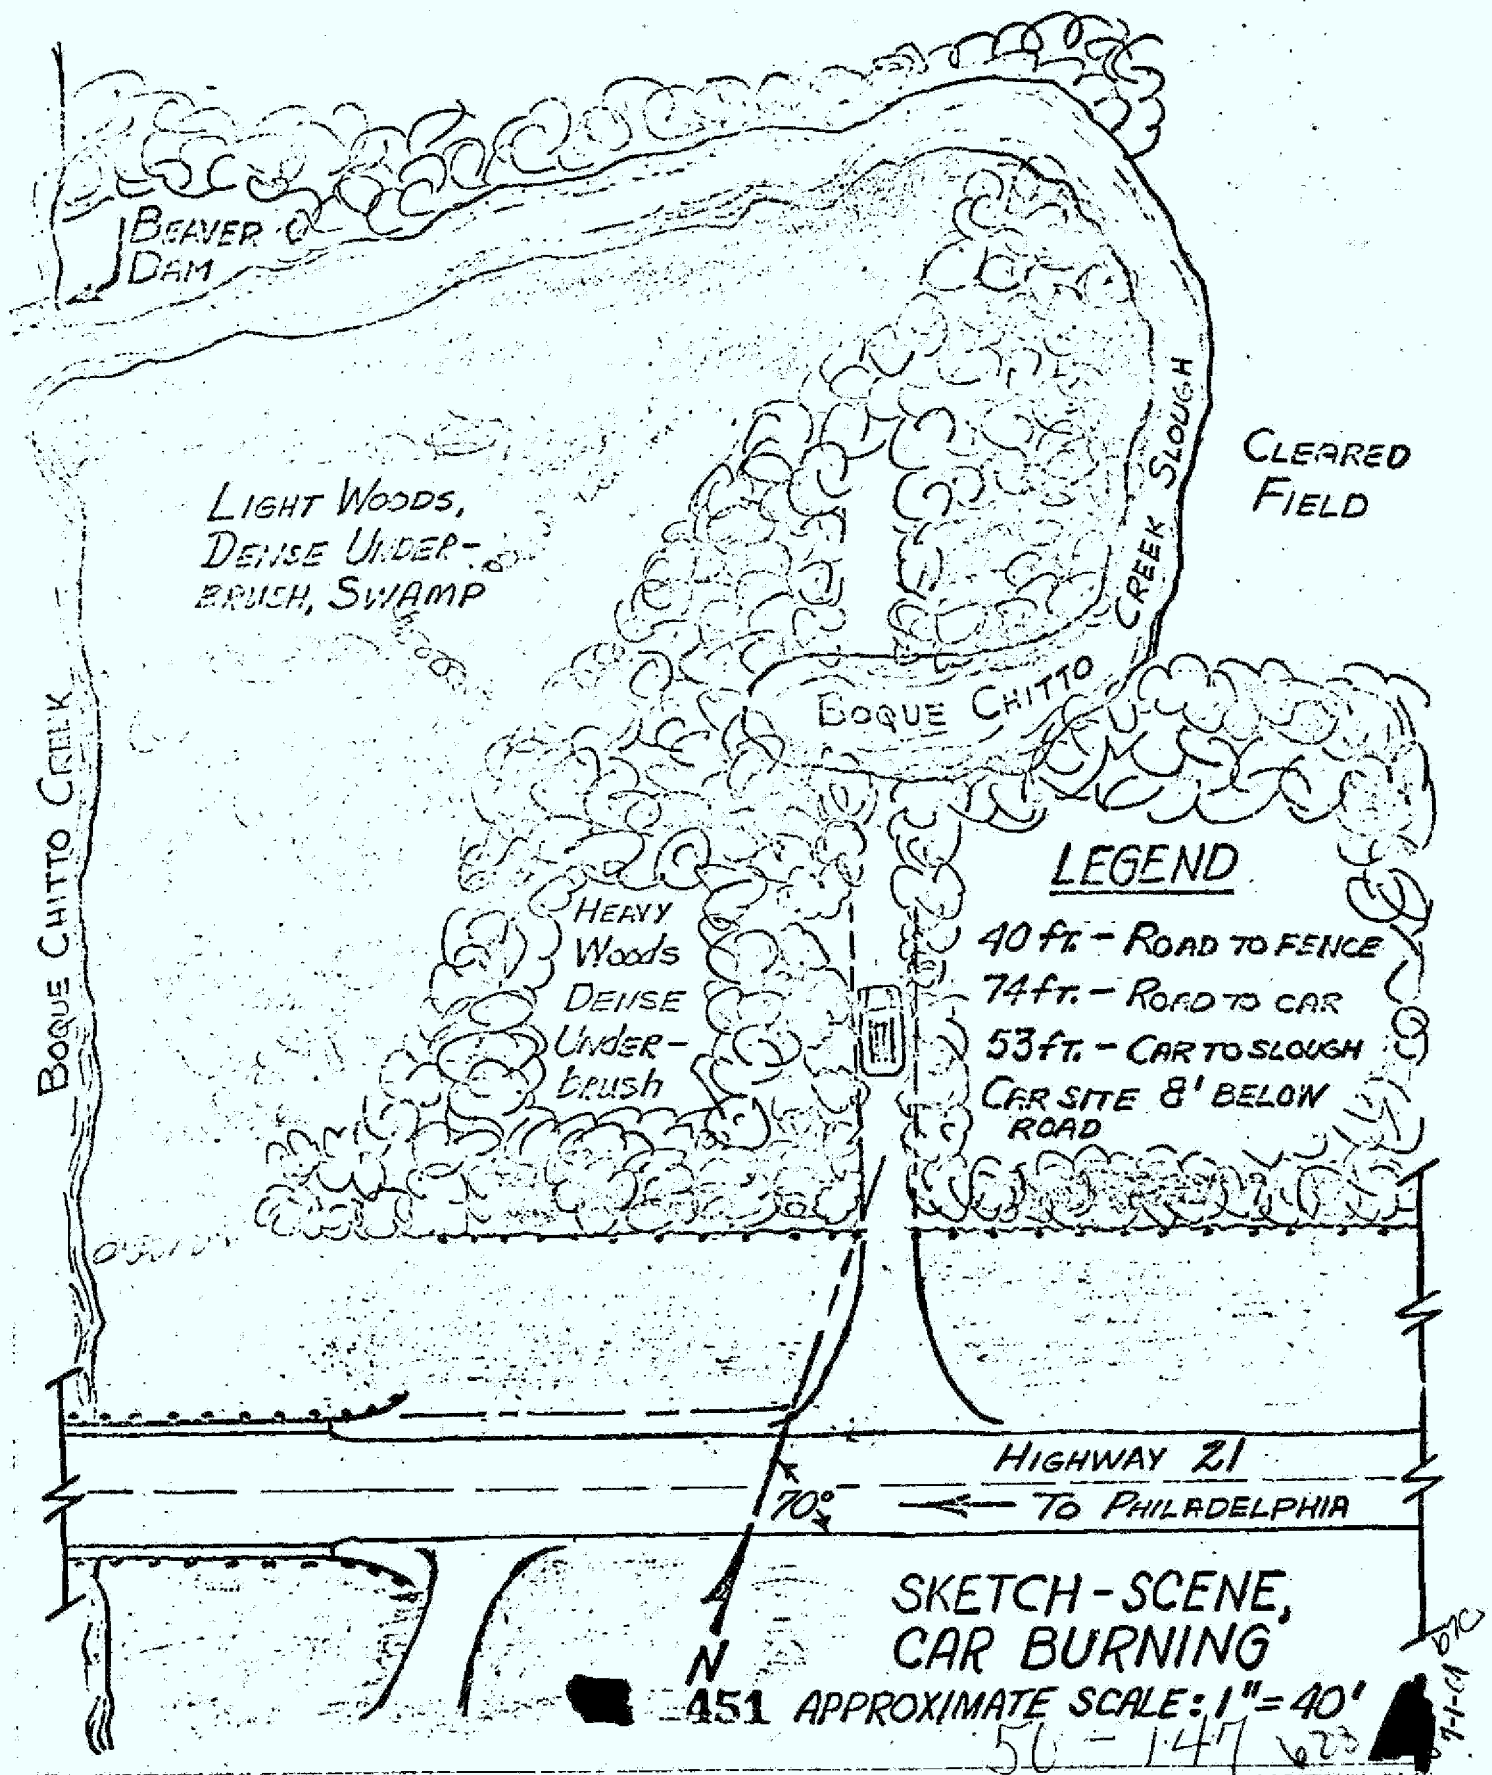 BEAVER
DAM
LIGHT WOODS,
DENSE UNDER-
BRUSH, SWAMP
CLEARED
FIELD
BOQUE CHITTO CREEK SLOUGH
BOQUE CHITTO CREEK
HEAVY
WOODS
DENSE
UNDER-
brush
LEGEND
40 ft. - ROAD TO FENCE
74 ft. - ROAD TO CAR
53 ft. - CAR TO SLOUGH
CAR SITE 8' BELOW
ROAD
HIGHWAY 21
70°
TO PHILADELPHIA
SKETCH-SCENE,
CAR BURNING
N
451 APPROXIMATE SCALE: 1"=40'